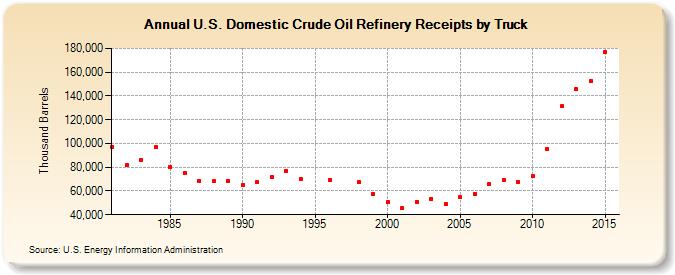 Annual U.S. Domestic Crude Oil Refinery Receipts by Truck
Thousand Barrels
180,000
160,000
140,000
120,000
100,000
80,000
60,000
40,000
1985 1990 1995 2000 2005 2010 2015
Source: U.S. Energy Information Administration